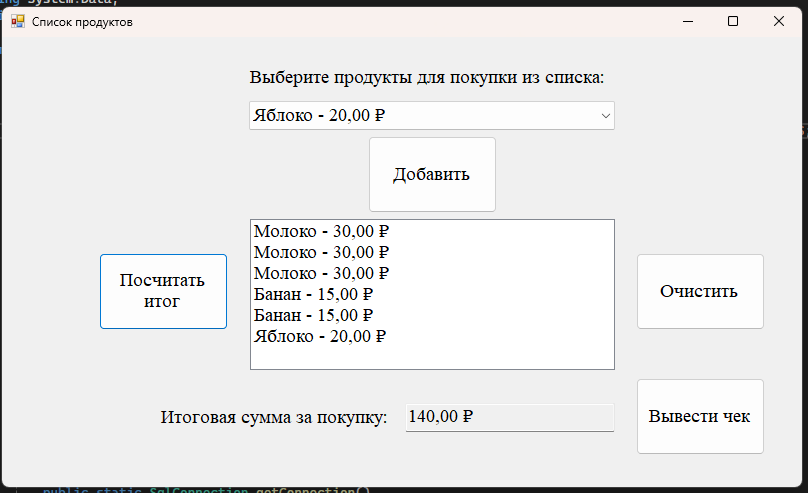 ing System.Data;
Список продуктов
Выберите продукты для покупки из списка:
Яблоко - 20,00 ₽
Добавить
Молоко - 30,00 ₽
Молоко - 30,00 ₽
Молоко - 30,00 ₽
Банан - 15,00 ₽
Банан - 15,00 ₽
Яблоко - 20,00 ₽
Посчитать
итог
Очистить
Итоговая сумма за покупку:
140,00 ₽
Вывести чек
public static SqlConnection getConnection()